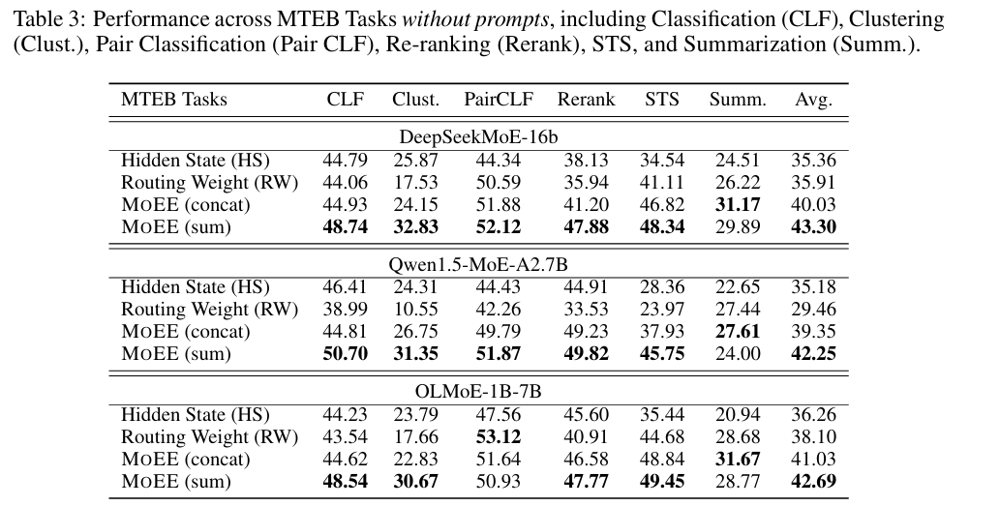 Table 3: Performance across MTEB Tasks without prompts, including Classification (CLF), Clustering
(Clust.), Pair Classification (Pair CLF), Re-ranking (Rerank), STS, and Summarization (Summ.).
MTEB Tasks CLF Clust. PairCLF Rerank STS Summ. Avg.
DeepSeekMoE-16b
Hidden State (HS) 44.79 25.87 44.34 38.13 34.54 24.51 35.36
Routing Weight (RW) 44.06 17.53 50.59 35.94 41.11 26.22 35.91
MOEE (concat) 44.93 24.15 51.88 41.20 46.82 31.17 40.03
MOEE (sum) 48.74 32.83 52.12 47.88 48.34 29.89 43.30
Qwen1.5-MoE-A2.7B
Hidden State (HS) 46.41 24.31 44.43 44.91 28.36 22.65 35.18
Routing Weight (RW) 38.99 10.55 42.26 33.53 23.97 27.44 29.46
MOEE (concat) 44.81 26.75 49.79 49.23 37.93 27.61 39.35
MOEE (sum) 50.70 31.35 51.87 49.82 45.75 24.00 42.25
OLMoE-1B-7B
Hidden State (HS) 44.23 23.79 47.56 45.60 35.44 20.94 36.26
Routing Weight (RW) 43.54 17.66 53.12 40.91 44.68 28.68 38.10
MOEE (concat) 44.62 22.83 51.64 46.58 48.84 31.67 41.03
MOEE (sum) 48.54 30.67 50.93 47.77 49.45 28.77 42.69